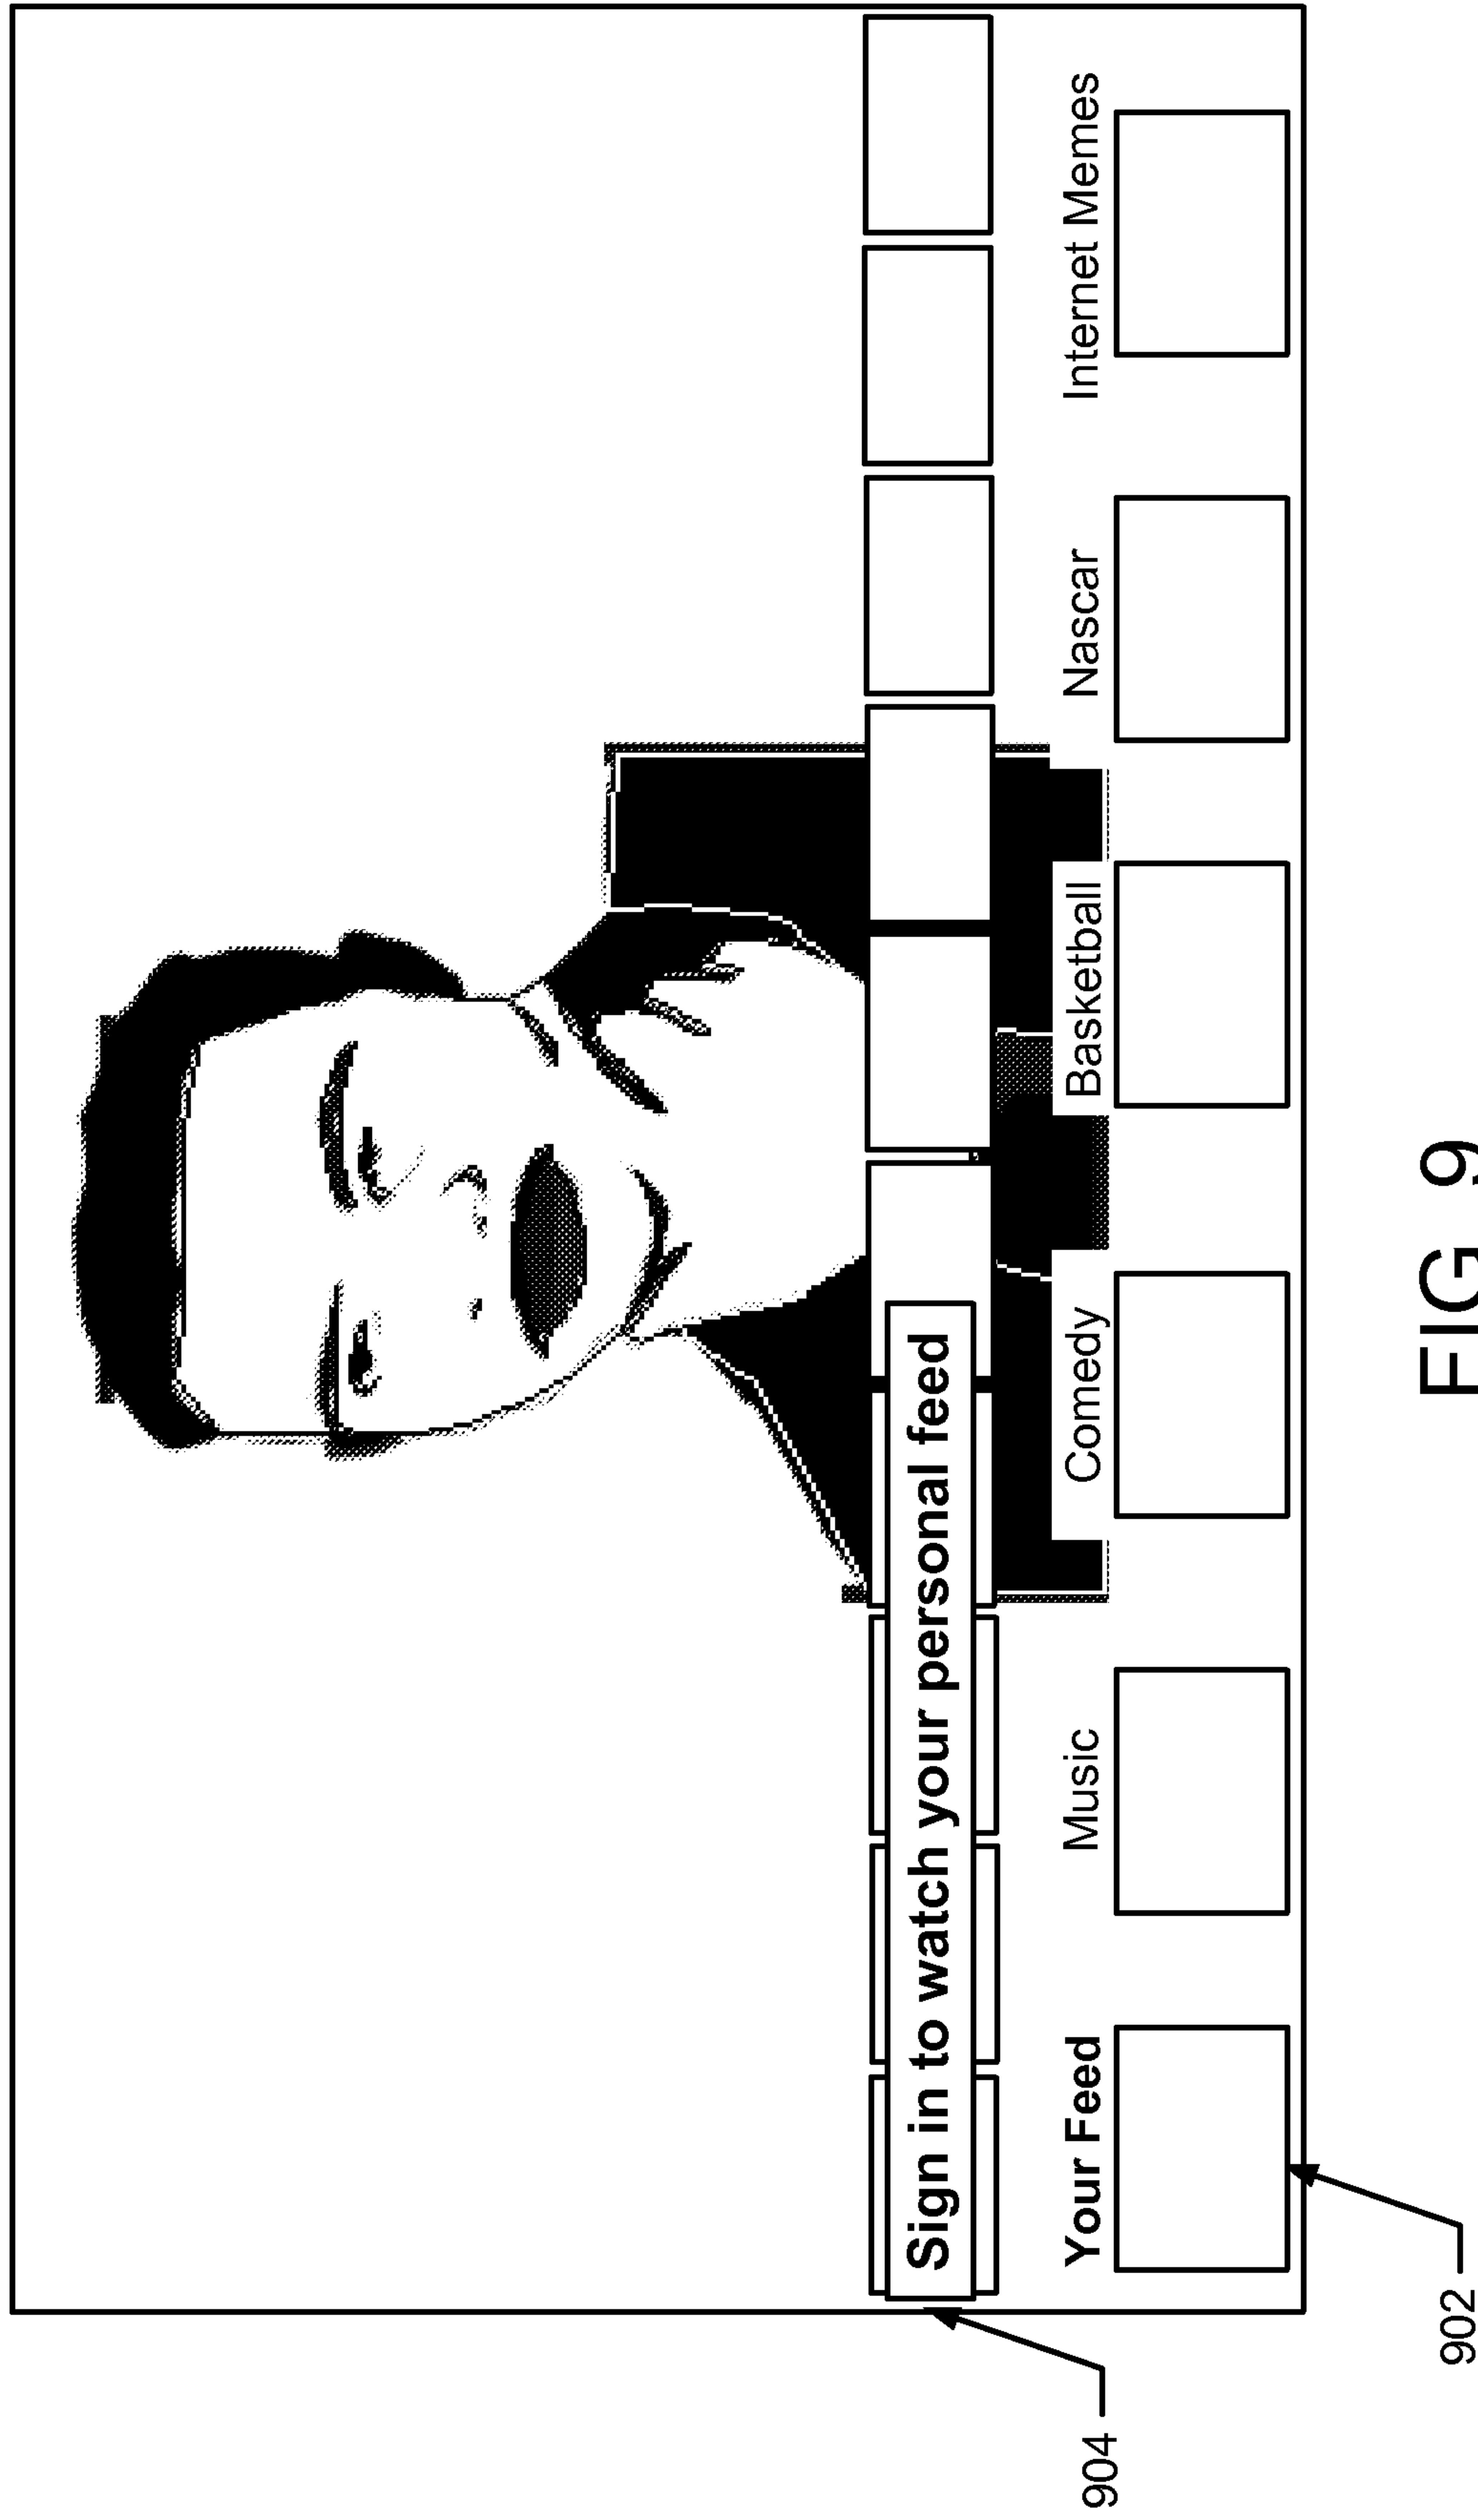 Sign in to watch your personal feed
Your Feed Music Comedy Basketball Nascar Internet Memes
904
902
FIG. 9